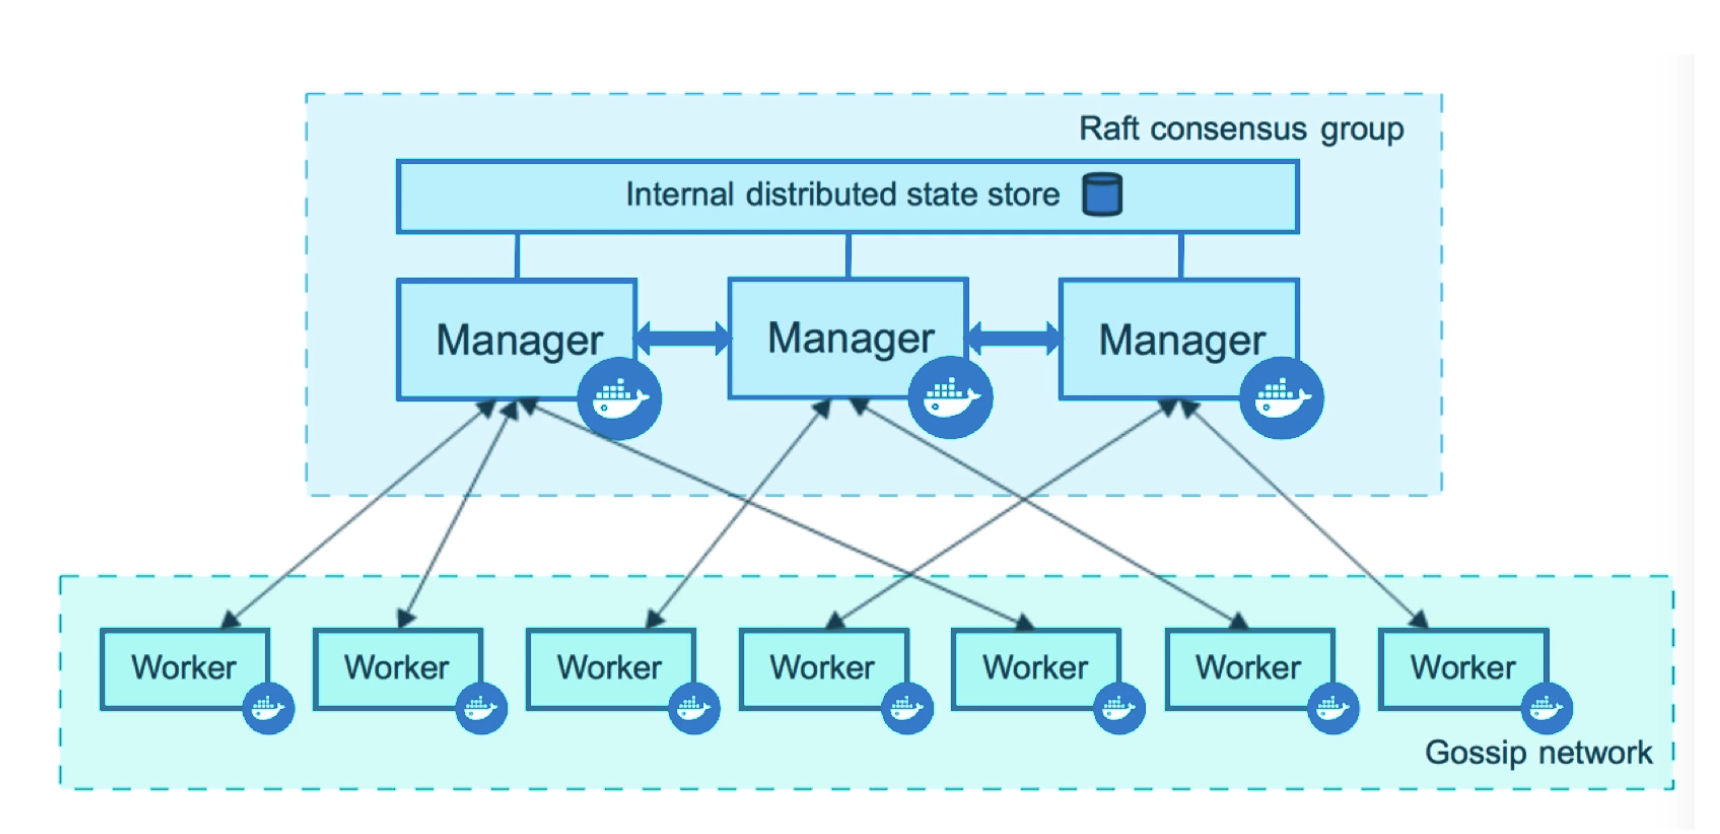 Raft consensus group
Internal distributed state store
Manager
Manager
Manager
Worker
Worker
Worker
Worker
Worker
Worker
Worker
Gossip network